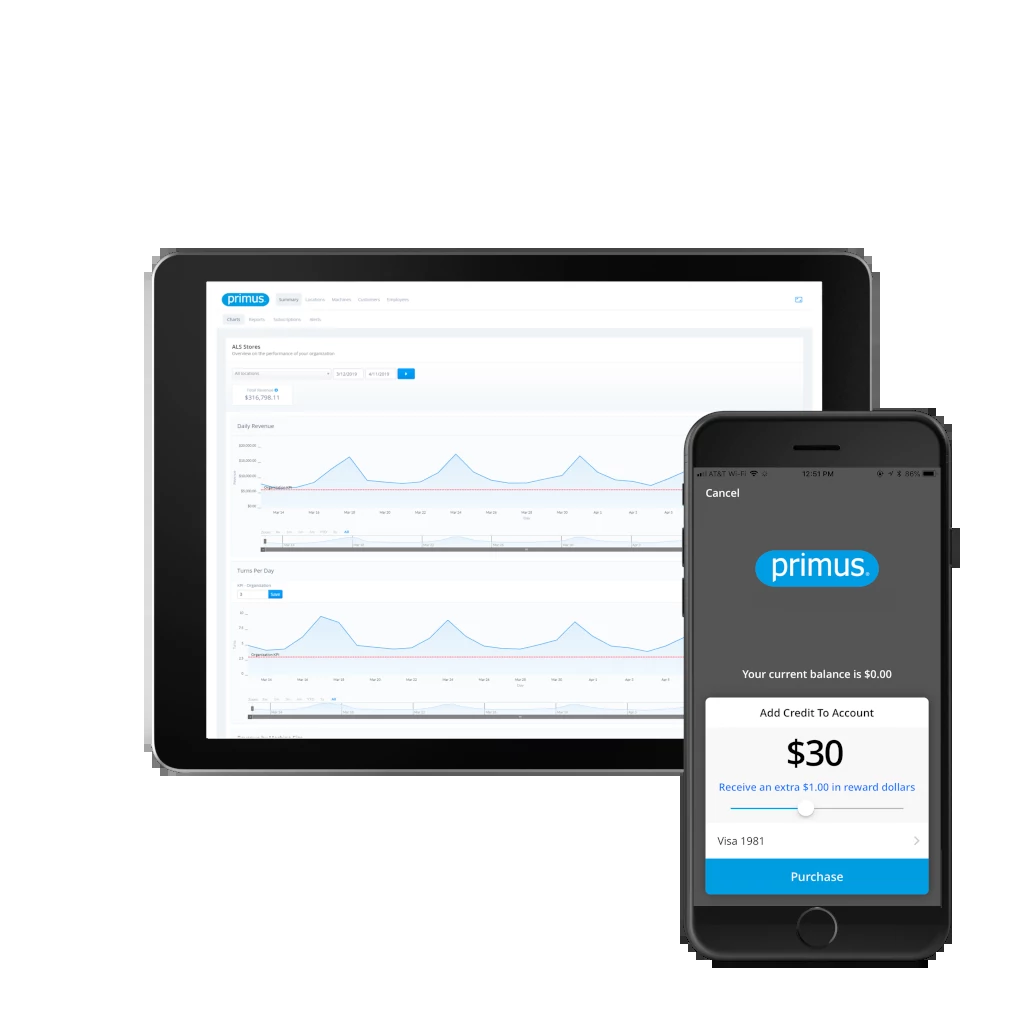 primus
Summary Locations Machines Customers Employees
Charts Reports Subscriptions Alerts
ALS Stores
Overview on the performance of your organization
All locations
3/12/2019 4/11/2019
Total Revenue
$316,798.11
Daily Revenue
$20,000.00
$15,000.00
$10,000.00
$5,000.00
$0.00
Revenue
Organization KPI
Mar 14 Mar 16 Mar 18 Mar 20 Mar 22 Mar 24 Mar 26 Mar 28 Mar 30 Apr 1 Apr 3 Apr 5
Day
All
Turns Per Day
KPI - Organization
3 Save
Organization KPI
Mar 14 Mar 16 Mar 18 Mar 20 Mar 22 Mar 24 Mar 26 Mar 28 Mar 30
Day
All
AT&T Wi-Fi 12:51 PM 86%
Cancel
primus
Your current balance is $0.00
Add Credit To Account
$30
Receive an extra $1.00 in reward dollars
Visa 1981
Purchase